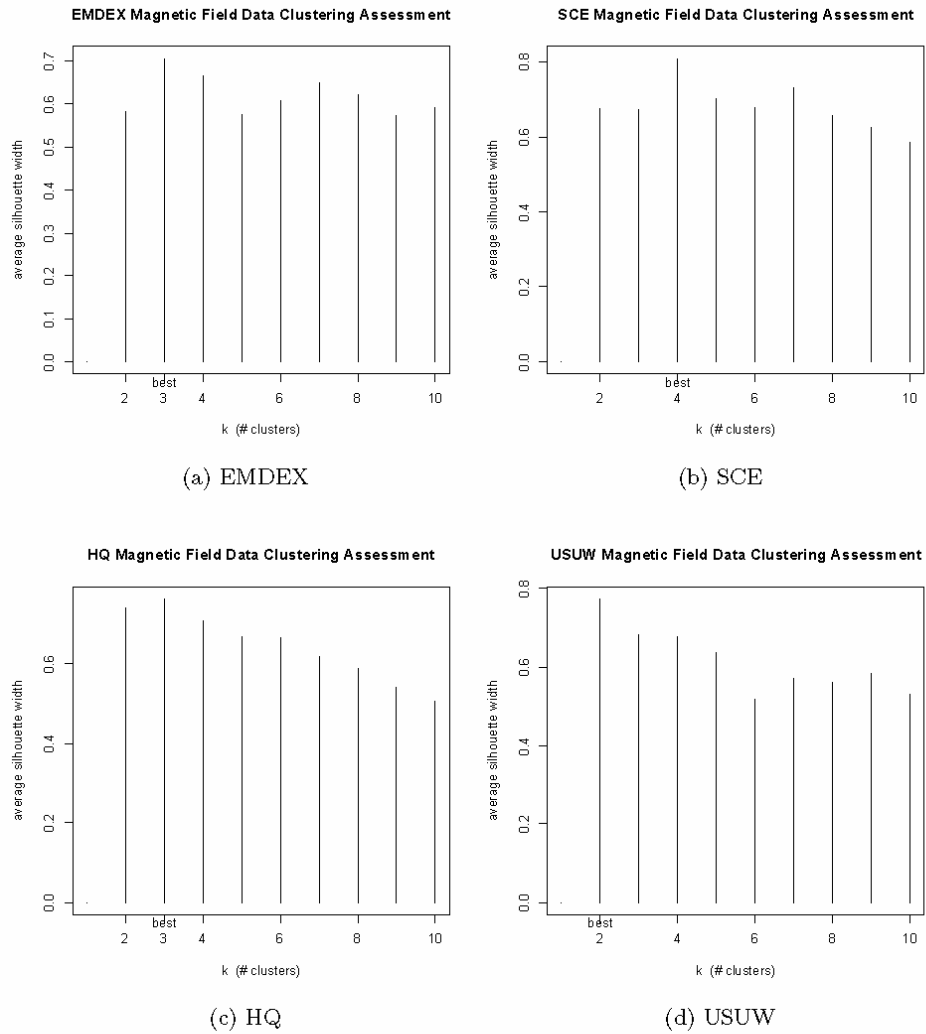 EMDEX Magnetic Field Data Clustering Assessment
average silhouette width
0.7
0.6
0.5
0.4
0.3
0.2
0.1
0.0
best
2 3 4 6 8 10
k (# clusters)
(a) EMDEX
SCE Magnetic Field Data Clustering Assessment
average silhouette width
0.8
0.6
0.4
0.2
0.0
best
2 4 6 8 10
k (# clusters)
(b) SCE
HQ Magnetic Field Data Clustering Assessment
average silhouette width
0.6
0.4
0.2
0.0
best
2 3 4 6 8 10
k (# clusters)
(c) HQ
USUW Magnetic Field Data Clustering Assessment
average silhouette width
0.8
0.6
0.4
0.2
0.0
best
2 4 6 8 10
k (# clusters)
(d) USUW